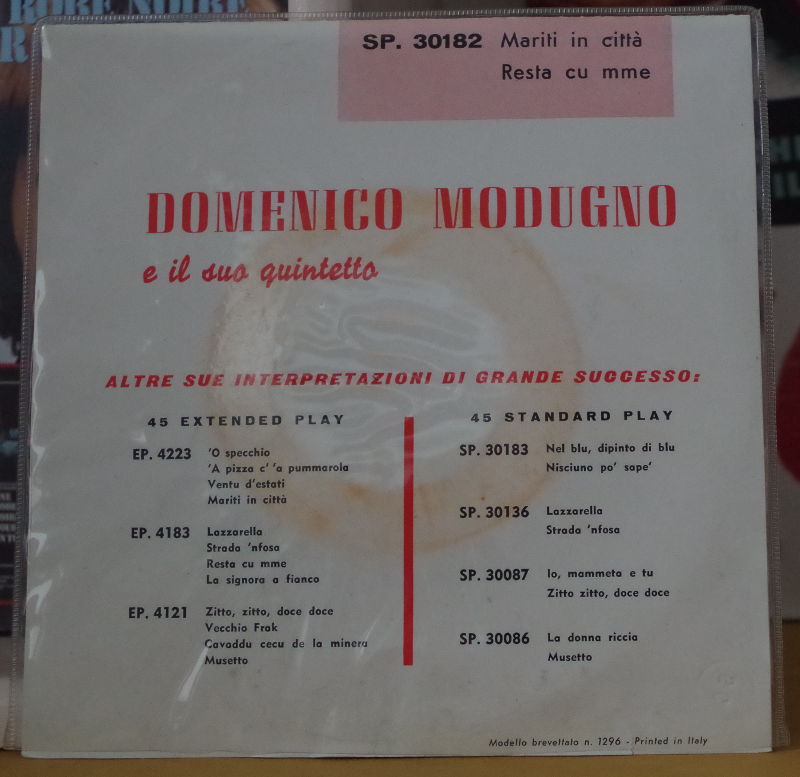 SP. 30182 Mariti in città
Resta cu mme
DOMENICO MODUGNO
e il suo quintetto
ALTRE SUE INTERPRETAZIONI DI GRANDE SUCCESSO:
45 EXTENDED PLAY
EP. 4223 'O specchio
'A pizza c' 'a pummarola
Ventu d'estati
Mariti in città
EP. 4183 Lazzarella
Strada 'nfosa
Resta cu mme
La signora a fianco
EP. 4121 Zitto, zitto, doce doce
Vecchio Frak
Cavaddu cecu de la minera
Musetto
45 STANDARD PLAY
SP. 30183 Nel blu, dipinto di blu
Nisciuno po' sape'
SP. 30136 Lazzarella
Strada 'nfosa
SP. 30087 Io, mammeta e tu
Zitto zitto, doce doce
SP. 30086 La donna riccia
Musetto
Modello brevettato n. 1296 - Printed in Italy